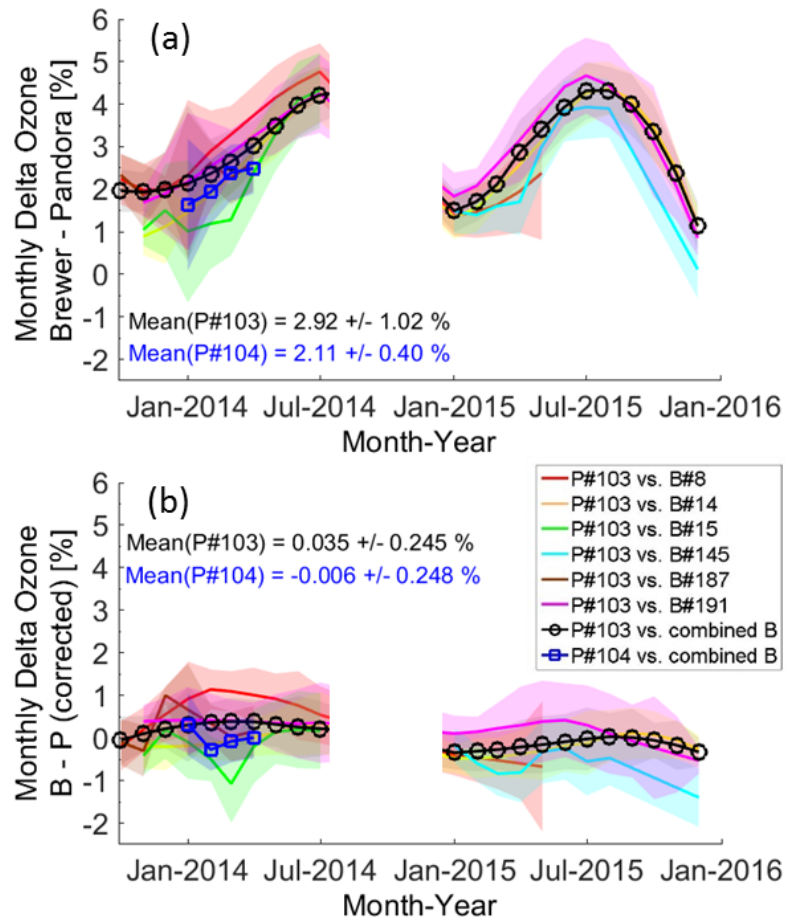 (a)
Monthly Delta Ozone
Brewer - Pandora [%]
6
5
4
3
2
1
0
-1
-2
Mean(P#103) = 2.92 +/- 1.02 %
Mean(P#104) = 2.11 +/- 0.40 %
Jan-2014 Jul-2014 Jan-2015 Jul-2015 Jan-2016
Month-Year
(b)
Monthly Delta Ozone
B - P (corrected) [%]
6
5
4
3
2
1
0
-1
-2
Mean(P#103) = 0.035 +/- 0.245 %
Mean(P#104) = -0.006 +/- 0.248 %
P#103 vs. B#8
P#103 vs. B#14
P#103 vs. B#15
P#103 vs. B#145
P#103 vs. B#187
P#103 vs. B#191
P#103 vs. combined B
P#104 vs. combined B
Jan-2014 Jul-2014 Jan-2015 Jul-2015 Jan-2016
Month-Year